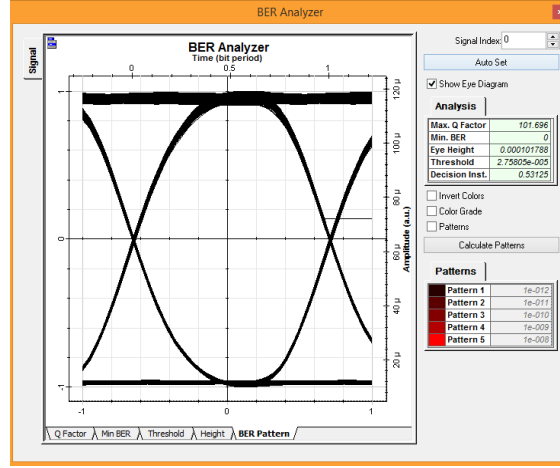 BER Analyzer
x
Signal
BER Analyzer
Time (bit period)
0 0.5 1
1
0
-1
-1 0 1
120 µ
100 µ
80 µ
60 µ
40 µ
20 µ
Amplitude (a.u.)
Q Factor Min BER Threshold Height BER Pattern
Signal Index: 0
Auto Set
Show Eye Diagram
Analysis
Max. Q Factor 101.696
Min. BER 0
Eye Height 0.000101788
Threshold 2.75805e-005
Decision Inst. 0.53125
Invert Colors
Color Grade
Patterns
Calculate Patterns
Patterns
Pattern 1 1e-012
Pattern 2 1e-011
Pattern 3 1e-010
Pattern 4 1e-009
Pattern 5 1e-008